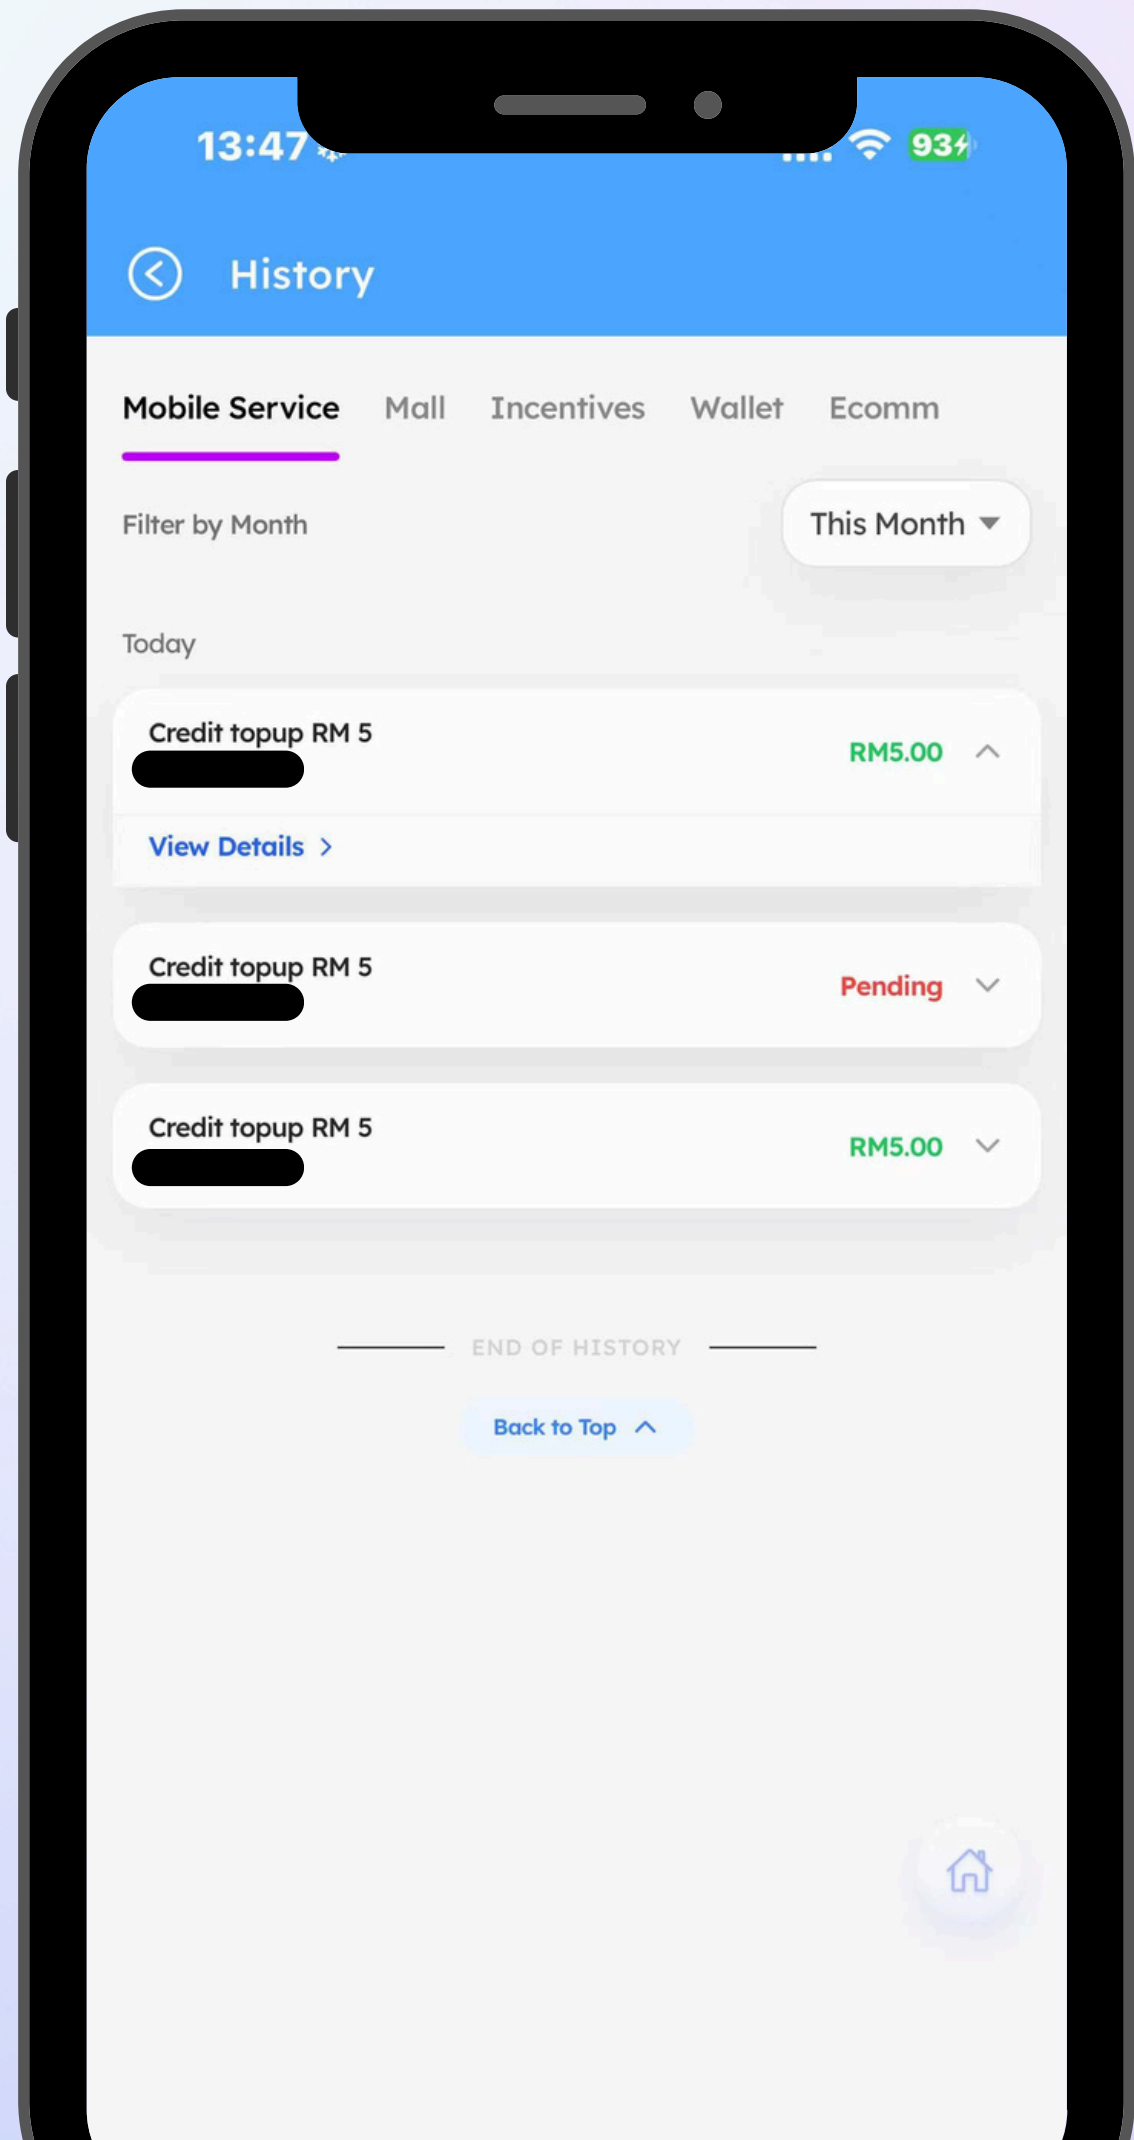 13:47
93
History
Mobile Service Mall Incentives Wallet Ecomm
Filter by Month
This Month
Today
Credit topup RM 5
RM5.00
View Details
Credit topup RM 5
Pending
Credit topup RM 5
RM5.00
END OF HISTORY
Back to Top